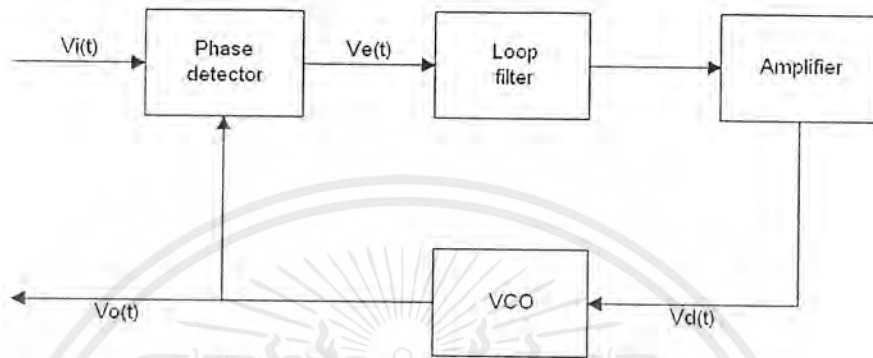 Vi(t)
Phase
detector
Ve(t)
Loop
filter
Amplifier
Vo(t)
VCO
Vd(t)